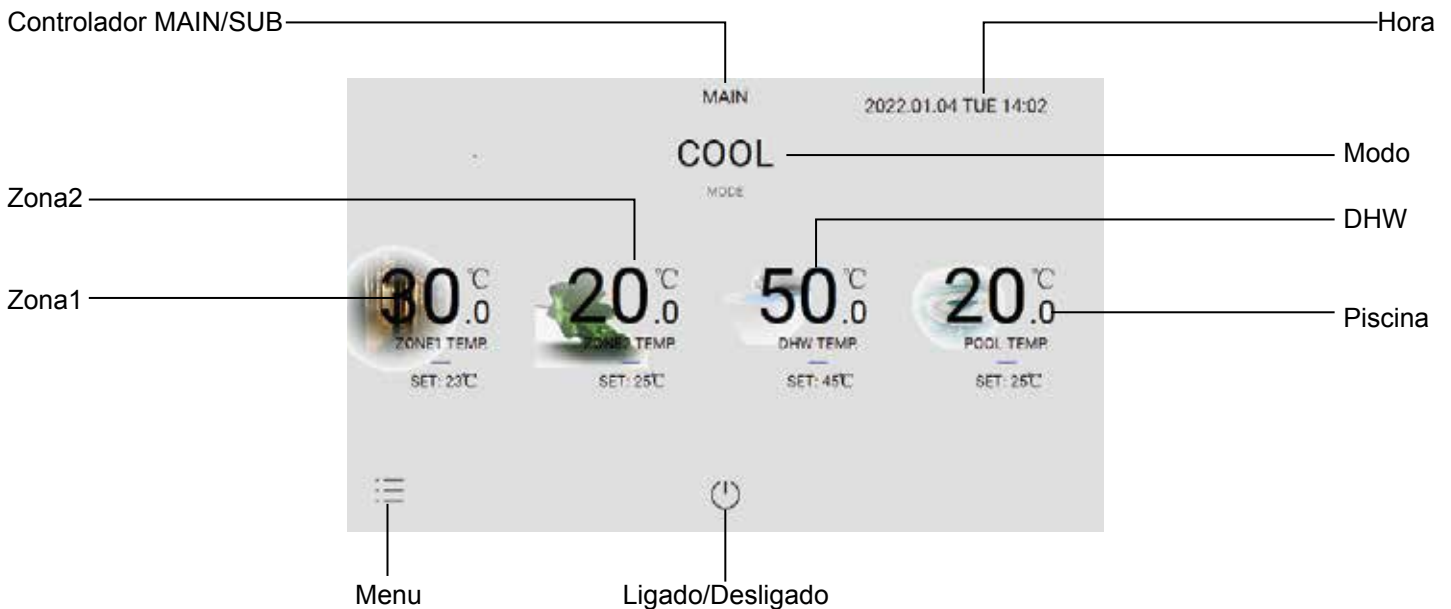 Controlador MAIN/SUB
Hora
MAIN
2022.01.04 TUE 14:02
COOL
Modo
MODE
Zona2
DHW
30.0 ℃
20.0 ℃
50.0 ℃
20.0 ℃
Zona1
Piscina
ZONE1 TEMP.
ZONE2 TEMP.
DHW TEMP.
POOL TEMP.
SET: 23℃
SET: 25℃
SET: 45℃
SET: 25℃
Menu
Ligado/Desligado